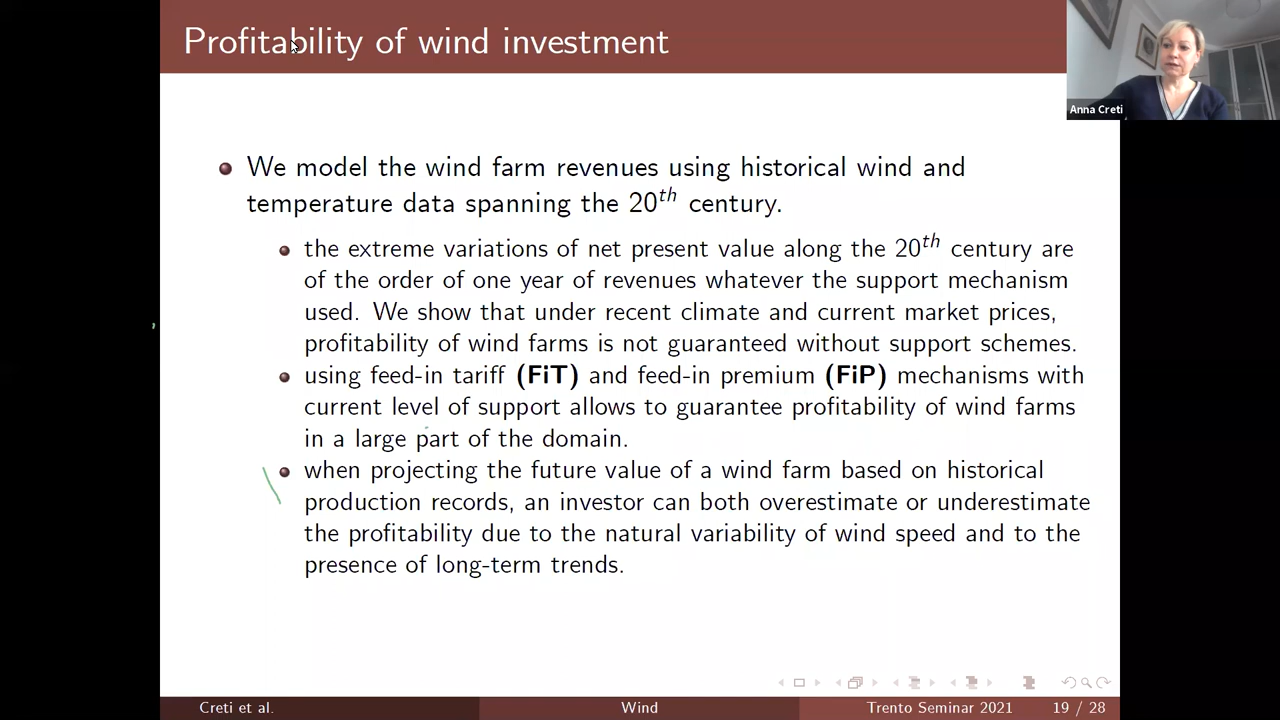 Profitability of wind investment
Anna Creti
We model the wind farm revenues using historical wind and
temperature data spanning the 20th century.
the extreme variations of net present value along the 20th century are
of the order of one year of revenues whatever the support mechanism
used. We show that under recent climate and current market prices,
profitability of wind farms is not guaranteed without support schemes.
using feed-in tariff (FiT) and feed-in premium (FiP) mechanisms with
current level of support allows to guarantee profitability of wind farms
in a large part of the domain.
when projecting the future value of a wind farm based on historical
production records, an investor can both overestimate or underestimate
the profitability due to the natural variability of wind speed and to the
presence of long-term trends.
Creti et al. Wind Trento Seminar 2021 19 / 28